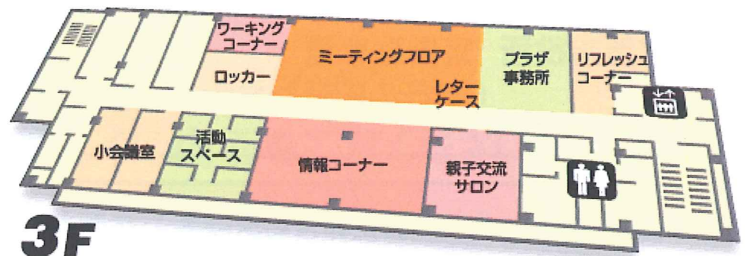 ワーキング
コーナー
ミーティングフロア
プラザ
事務所
リフレッシュ
コーナー
ロッカー
レター
ケース
小会議室
活動
スペース
情報コーナー
親子交流
サロン
3F